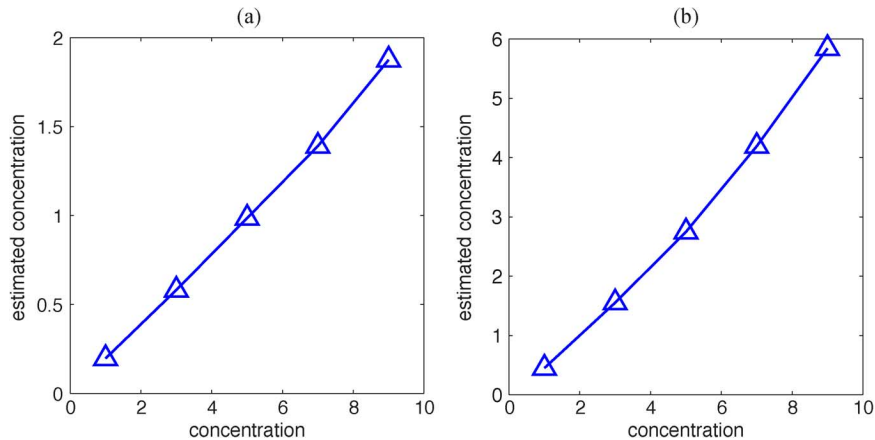 (a)
2
1.5
1
0.5
0
0 2 4 6 8 10
estimated concentration
concentration
(b)
6
5
4
3
2
1
0
0 2 4 6 8 10
estimated concentration
concentration